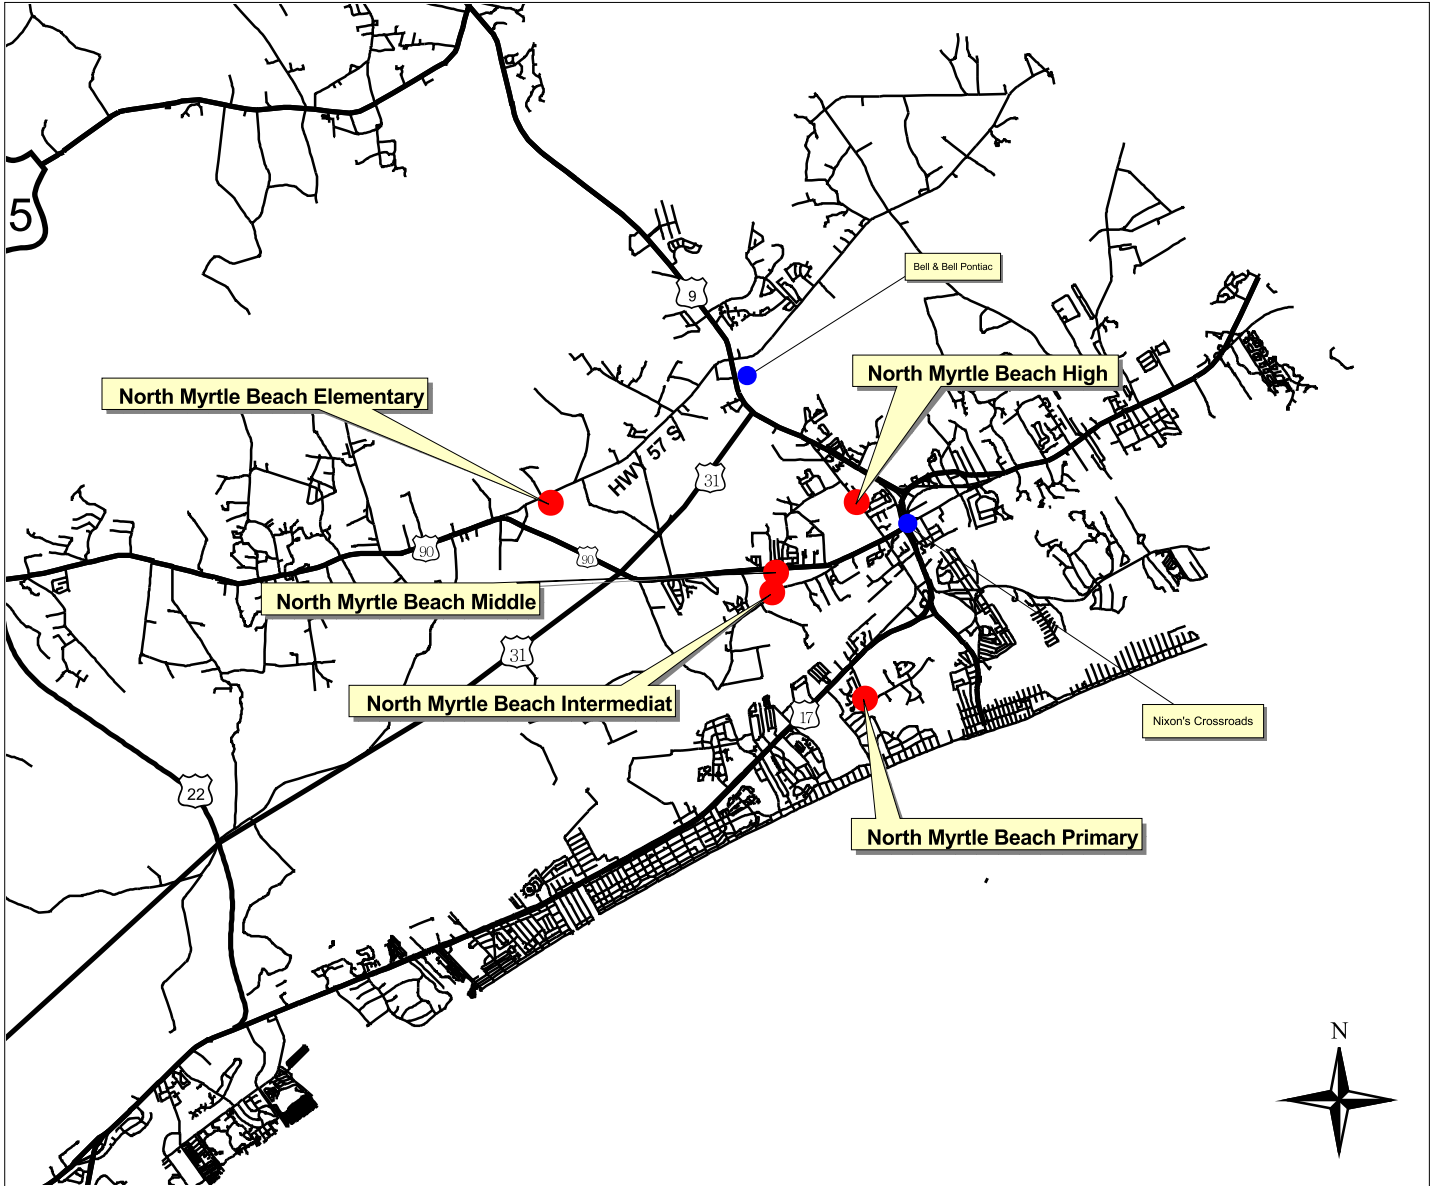 5
Bell & Bell Pontiac
9
North Myrtle Beach High
North Myrtle Beach Elementary
HWY 57 S
31
90
90
North Myrtle Beach Middle
31
North Myrtle Beach Intermediat
17
Nixon's Crossroads
22
North Myrtle Beach Primary
N